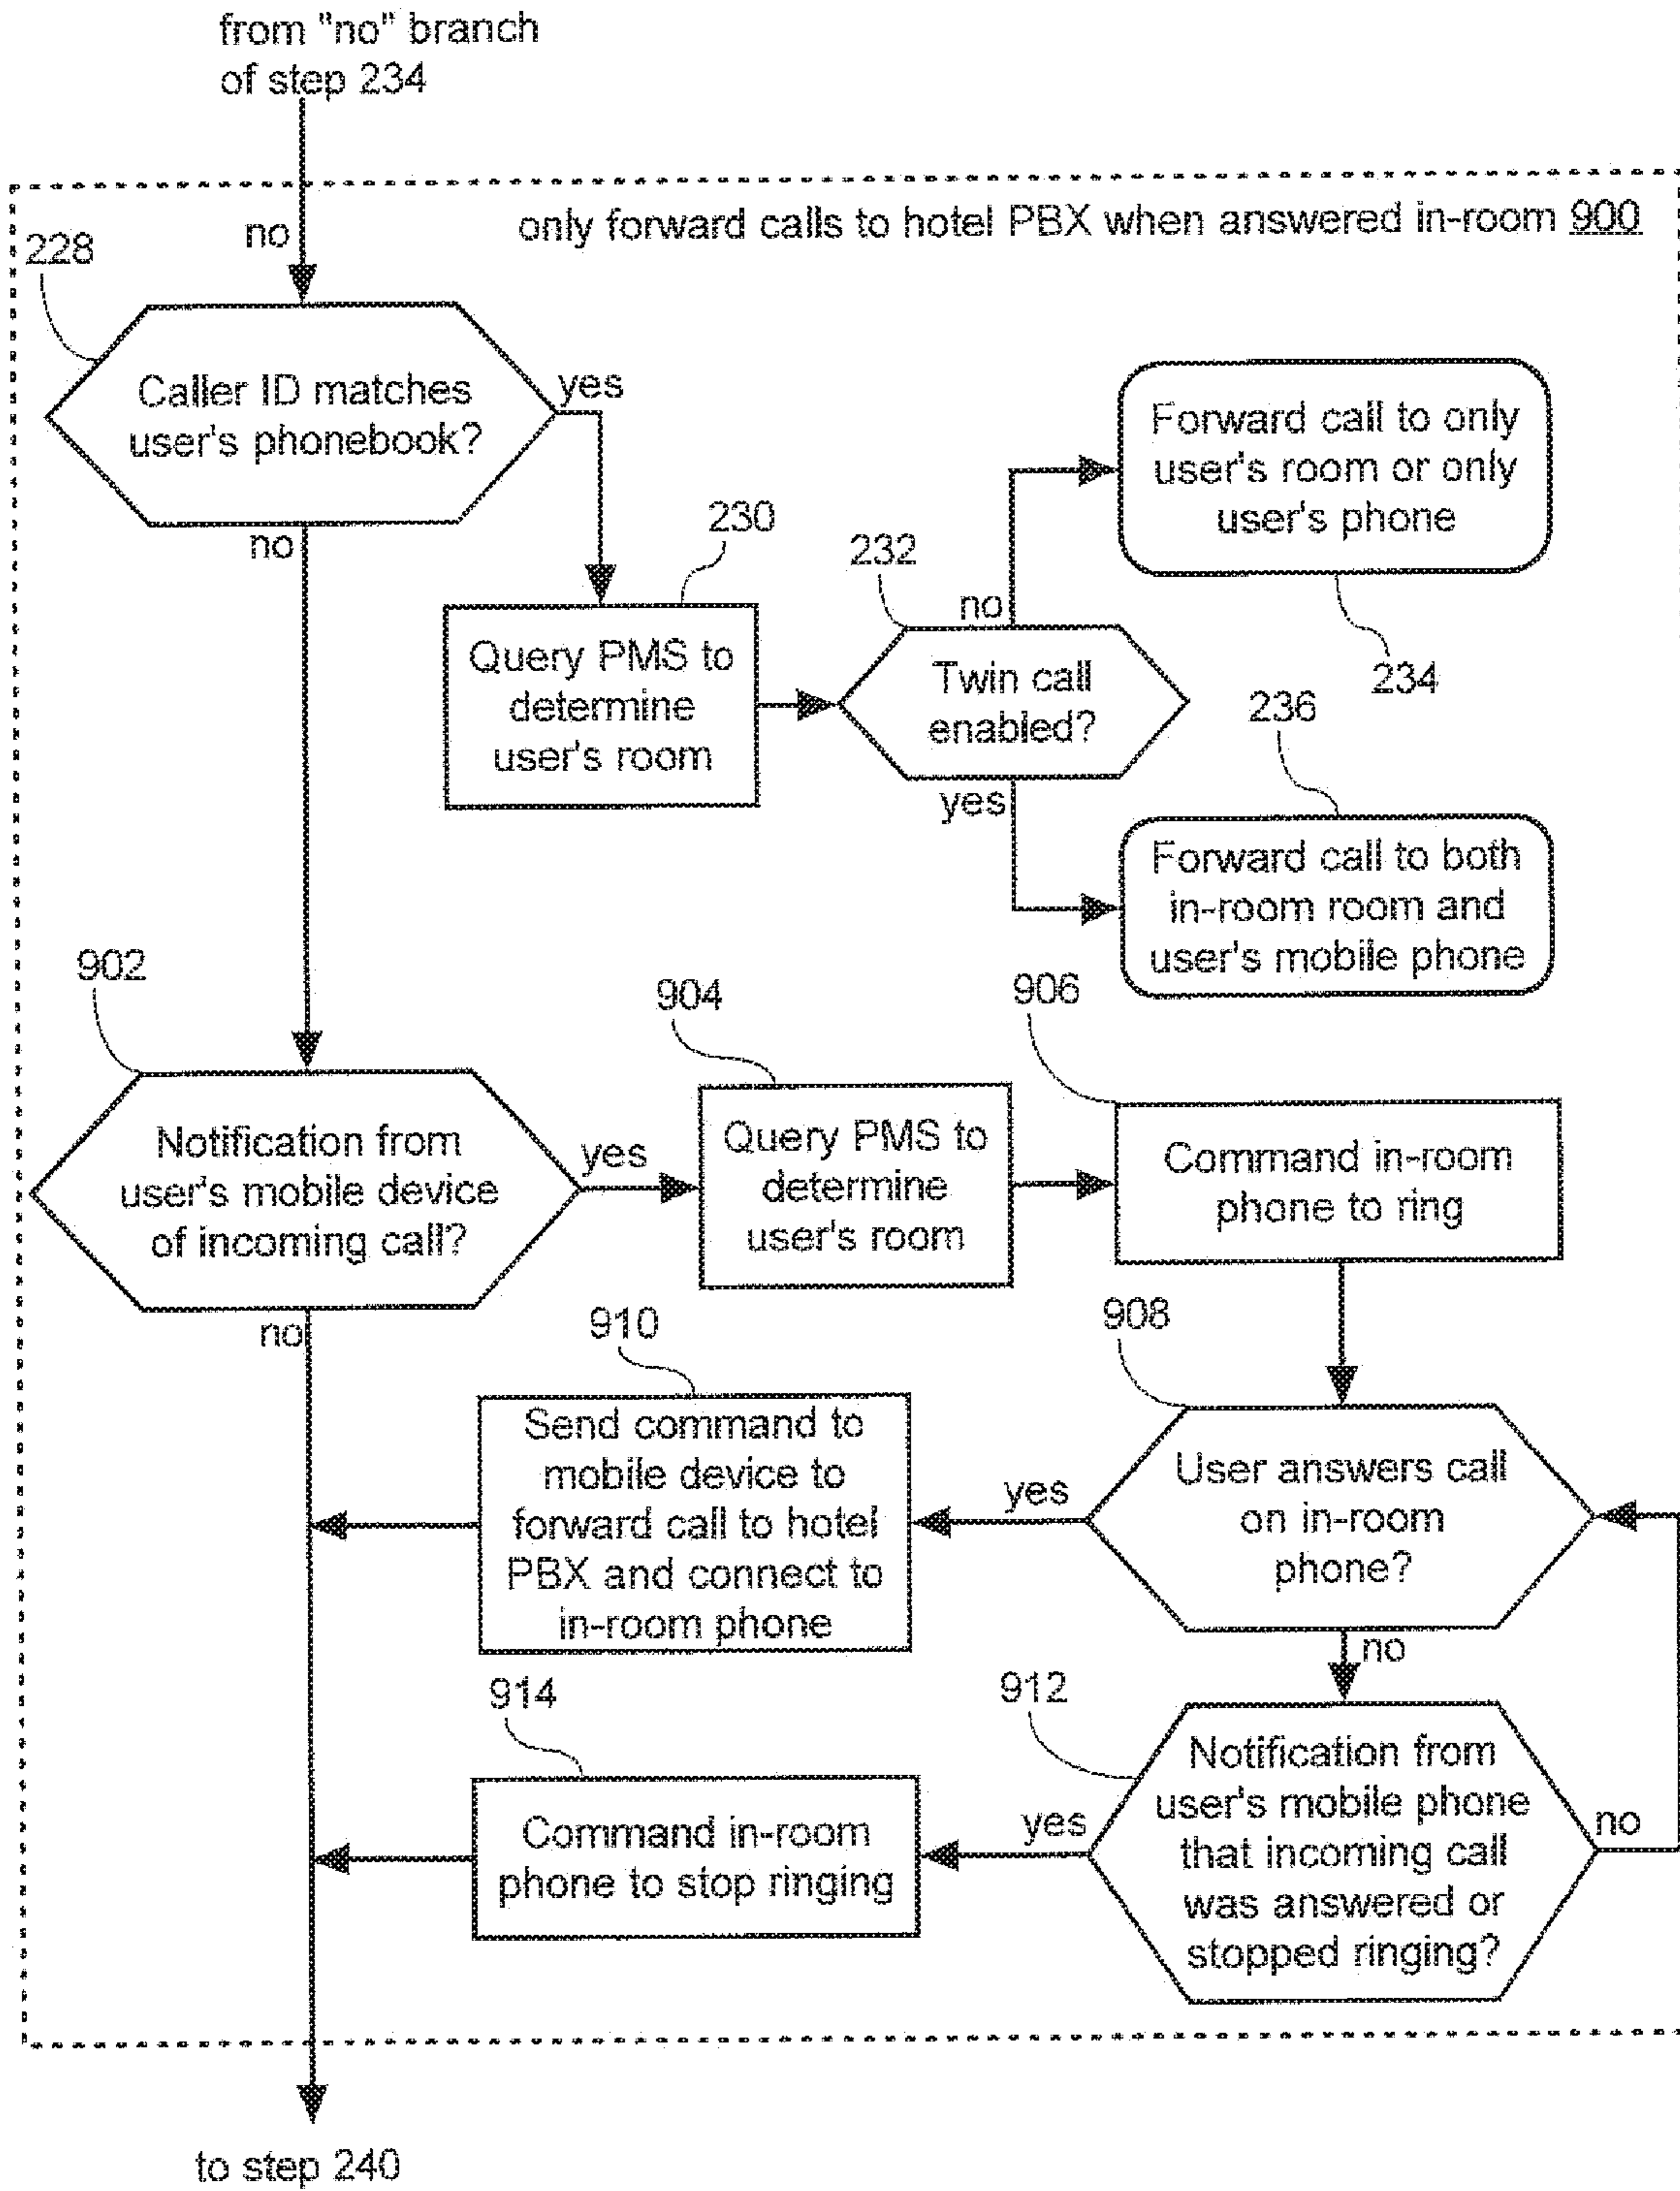 from "no" branch
of step 234
only forward calls to hotel PBX when answered in-room 900
no
228
Caller ID matches
user's phonebook?
yes
no
230
Query PMS to
determine
user's room
232
Twin call
enabled?
no
yes
Forward call to only
user's room or only
user's phone
234
236
Forward call to both
in-room room and
user's mobile phone
902
Notification from
user's mobile device
of incoming call?
yes
no
904
Query PMS to
determine
user's room
906
Command in-room
phone to ring
908
User answers call
on in-room
phone?
yes
no
910
Send command to
mobile device to
forward call to hotel
PBX and connect to
in-room phone
912
Notification from
user's mobile phone
that incoming call
was answered or
stopped ringing?
yes
no
914
Command in-room
phone to stop ringing
to step 240